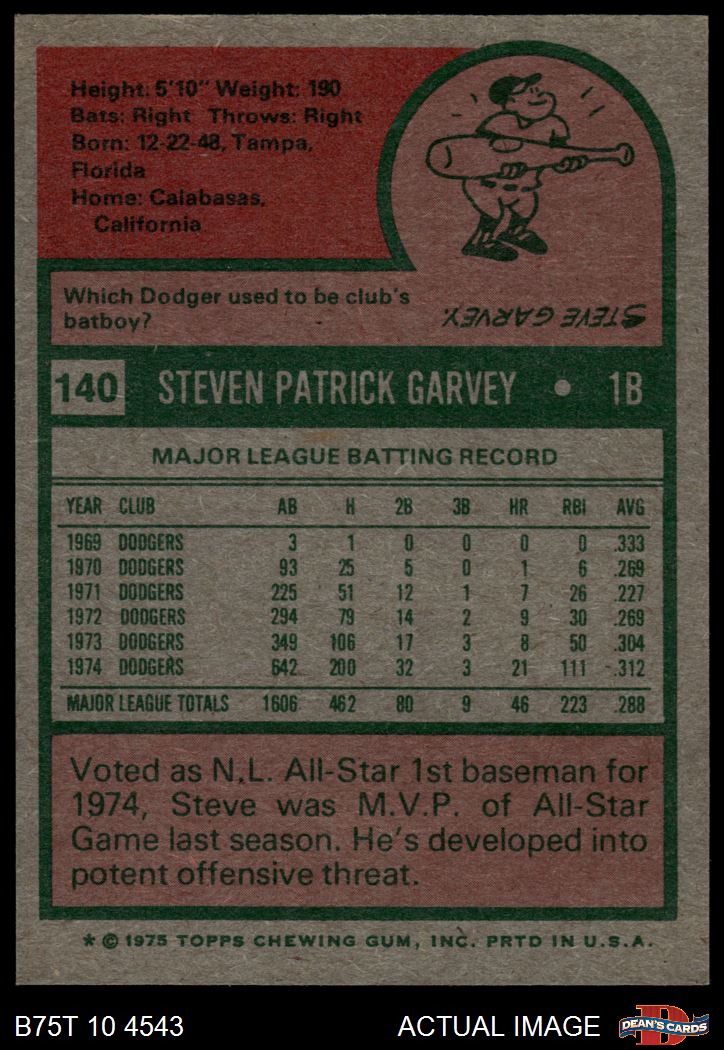 Height: 5'10" Weight: 190
Bats: Right Throws: Right
Born: 12-22-48, Tampa,
Florida
Home: Calabasas,
California
Which Dodger used to be club's
batboy?
STEVE GARVEY.
140 STEVEN PATRICK GARVEY • 1B
MAJOR LEAGUE BATTING RECORD
YEAR CLUB AB H 2B 3B HR RBI AVG
1969 DODGERS 3 1 0 0 0 0 .333
1970 DODGERS 93 25 5 0 1 6 .269
1971 DODGERS 225 51 12 1 7 26 .227
1972 DODGERS 294 79 14 2 9 30 .269
1973 DODGERS 349 106 17 3 8 50 .304
1974 DODGERS 642 200 32 3 21 111 .312
MAJOR LEAGUE TOTALS 1606 462 80 9 46 223 .288
Voted as N.L. All-Star 1st baseman for
1974, Steve was M.V.P. of All-Star
Game last season. He's developed into
potent offensive threat.
* © 1975 TOPPS CHEWING GUM, INC. PRTD IN U.S.A.
B75T 10 4543 ACTUAL IMAGE D DEAN'S CARDS